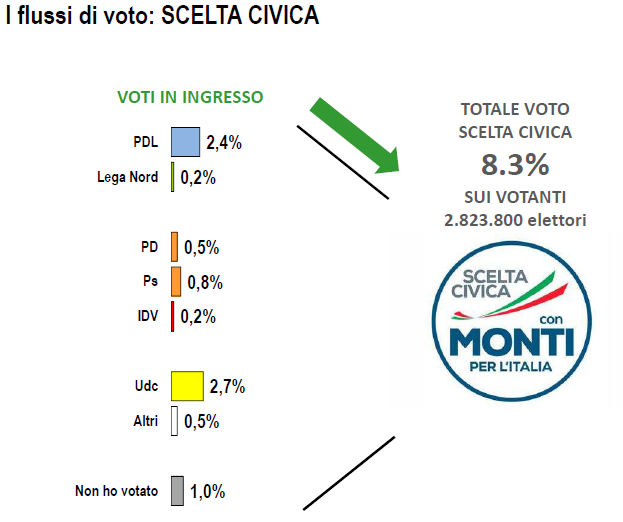 I flussi di voto: SCELTA CIVICA
VOTI IN INGRESSO
PDL 2,4%
Lega Nord 0,2%
PD 0,5%
Ps 0,8%
IDV 0,2%
Udc 2,7%
Altri 0,5%
Non ho votato 1,0%
TOTALE VOTO
SCELTA CIVICA
8.3%
SUI VOTANTI
2.823.800 elettori
SCELTA
CIVICA
con
MONTI
PER L'ITALIA